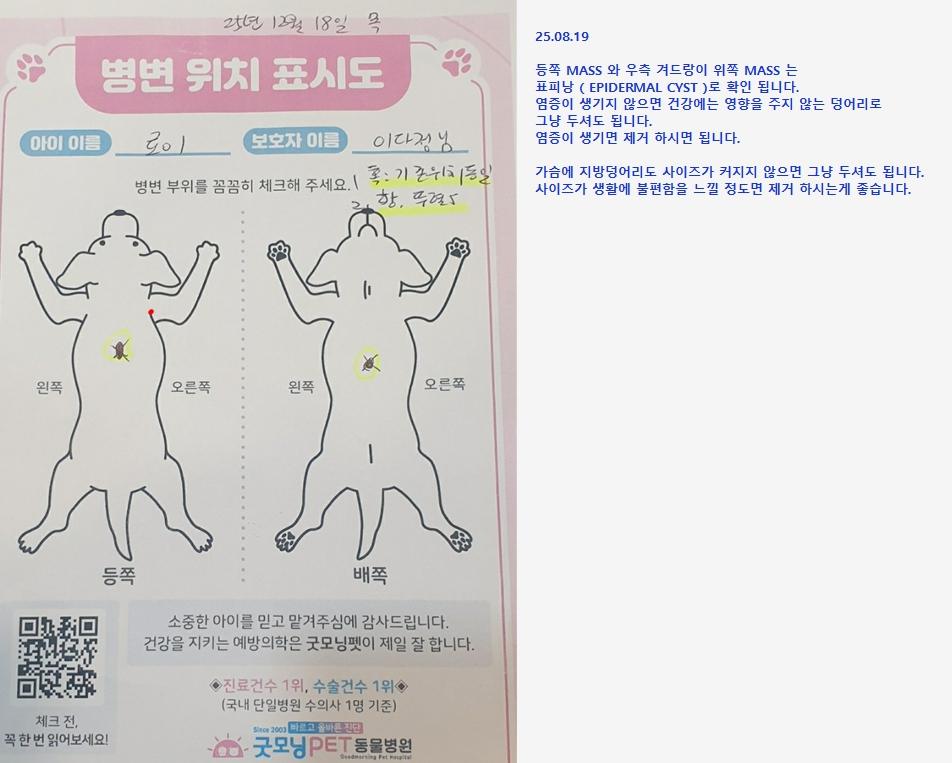 25년 12월 18일 목
병변 위치 표시도
아이 이름 로이 보호자 이름 이다정님
병변 부위를 꼼꼼히 체크해 주세요. 1 혹: 기존위치동일
2. 항,
왼쪽 오른쪽 왼쪽 오른쪽
등쪽 배쪽
소중한 아이를 믿고 맡겨주심에 감사드립니다.
건강을 지키는 예방의학은 굿모닝펫이 제일 잘 합니다.
◈진료건수 1위, 수술건수 1위◈
(국내 단일병원 수의사 1명 기준)
체크 전,
꼭 한 번 읽어보세요!
Since 2003 바르고 올바른 진단
굿모닝PET 동물병원
GoodMorning Pet Hospital
25.08.19
등쪽 MASS 와 우측 겨드랑이 위쪽 MASS 는
표피낭 ( EPIDERMAL CYST )로 확인 됩니다.
염증이 생기지 않으면 건강에는 영향을 주지 않는 덩어리로
그냥 두셔도 됩니다.
염증이 생기면 제거 하시면 됩니다.
가슴에 지방덩어리도 사이즈가 커지지 않으면 그냥 두셔도 됩니다.
사이즈가 생활에 불편함을 느낄 정도면 제거 하시는게 좋습니다.